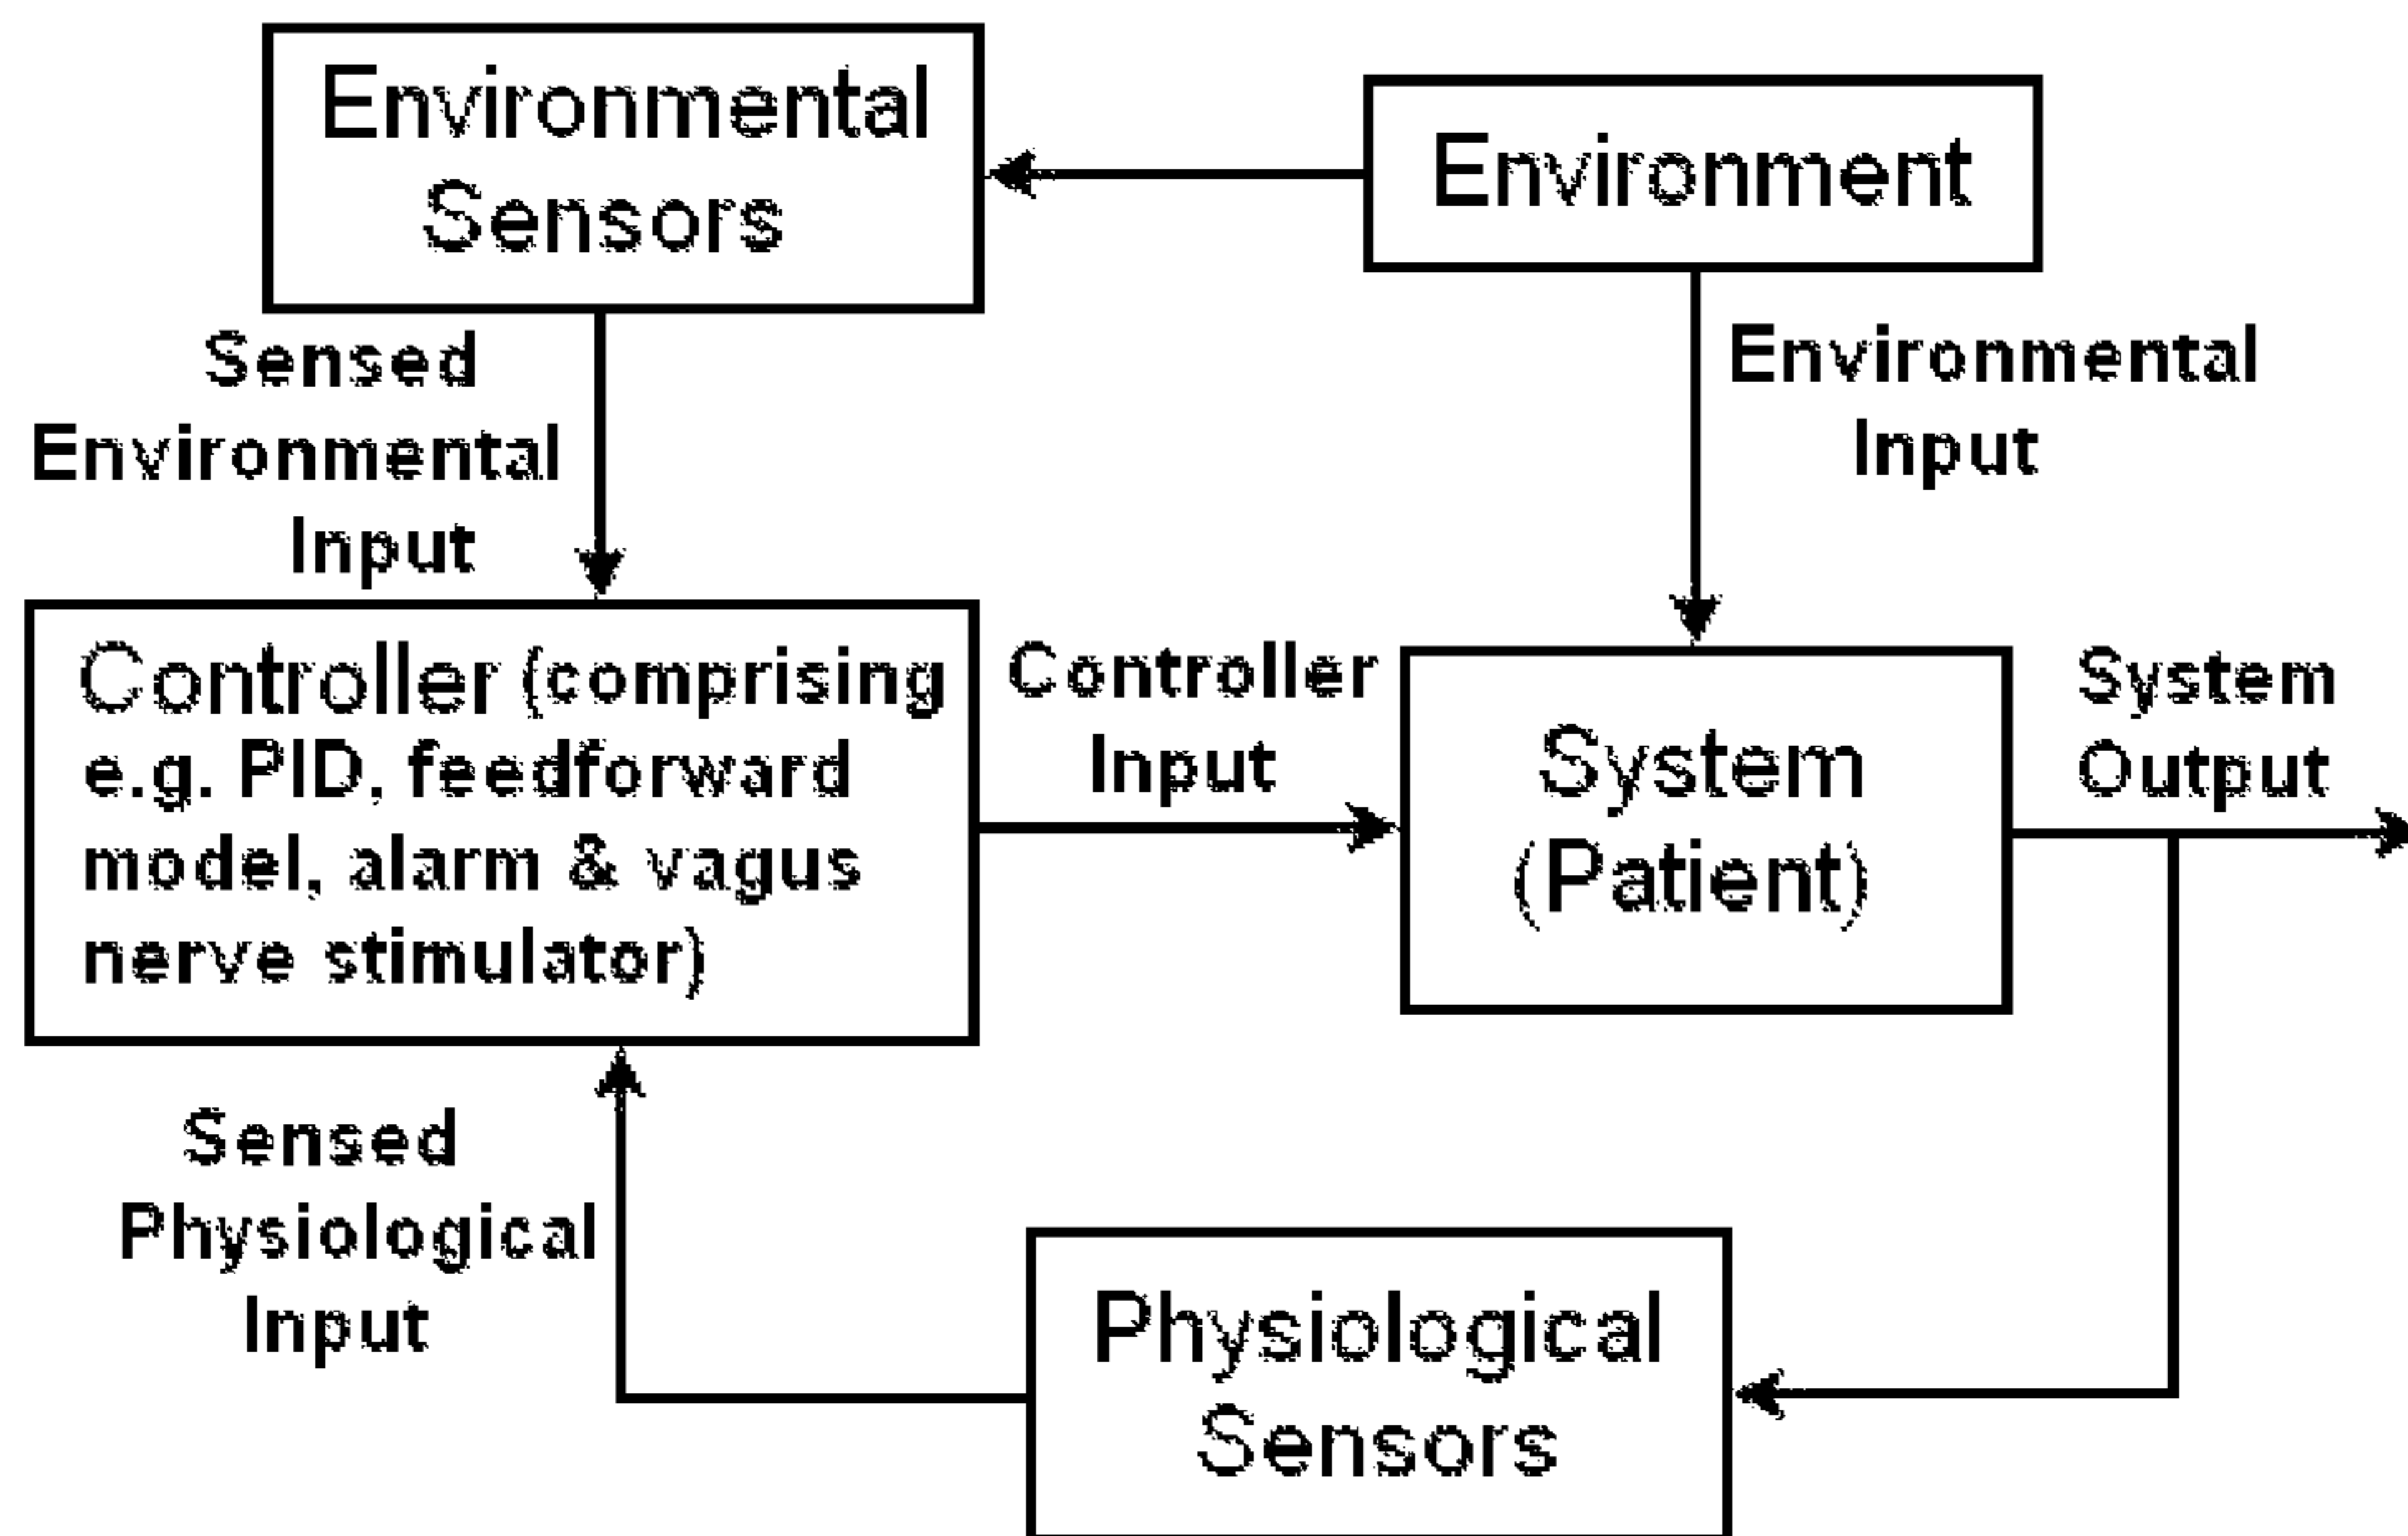 Environmental
Sensors
Environment
Sensed
Environmental
Input
Environmental
Input
Controller (comprising
e.g. PID, feedforward
model, alarm & vagus
nerve stimulator)
Controller
Input
System
(Patient)
System
Output
Sensed
Physiological
Input
Physiological
Sensors